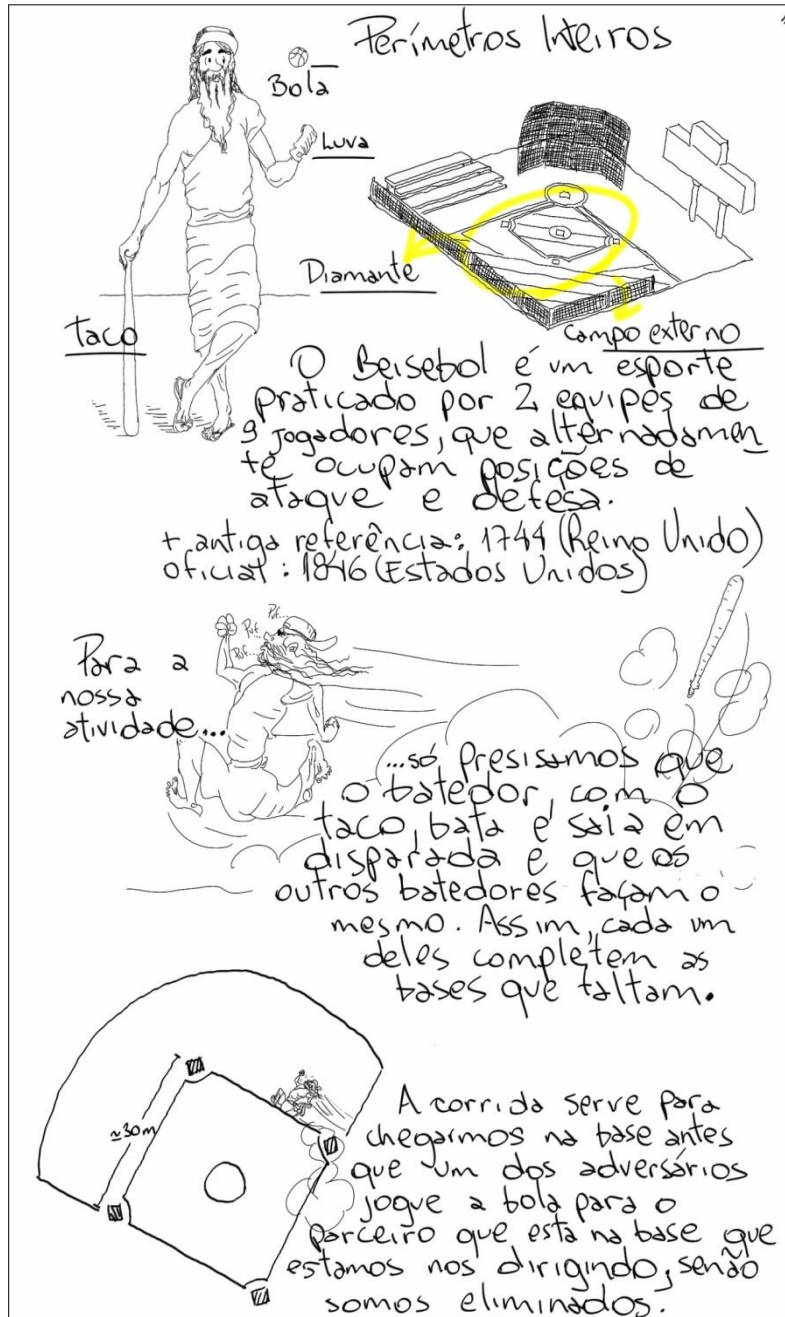 Perímetros Inteiros
Bola
Luva
Diamante
Taco
campo externo
O Beisebol é um esporte
praticado por 2 equipes de
9 jogadores, que alternadamen
te ocupam posições de
ataque e defesa.
+ antiga referência: 1744 (Reino Unido)
oficial: 1846 (Estados Unidos)
Puf...
Puf...
Puf...
Para a
nossa
atividade...
...só presisamos que
o batedor, com o
taco, bata e saia em
disparada e que os
outros batedores façam o
mesmo. Assim, cada um
deles completem as
bases que faltam.
≃30m
A corrida serve para
chegarmos na base antes
que um dos adversários
jogue a bola para o
parceiro que esta na base que
estamos nos dirigindo, senão
somos eliminados.